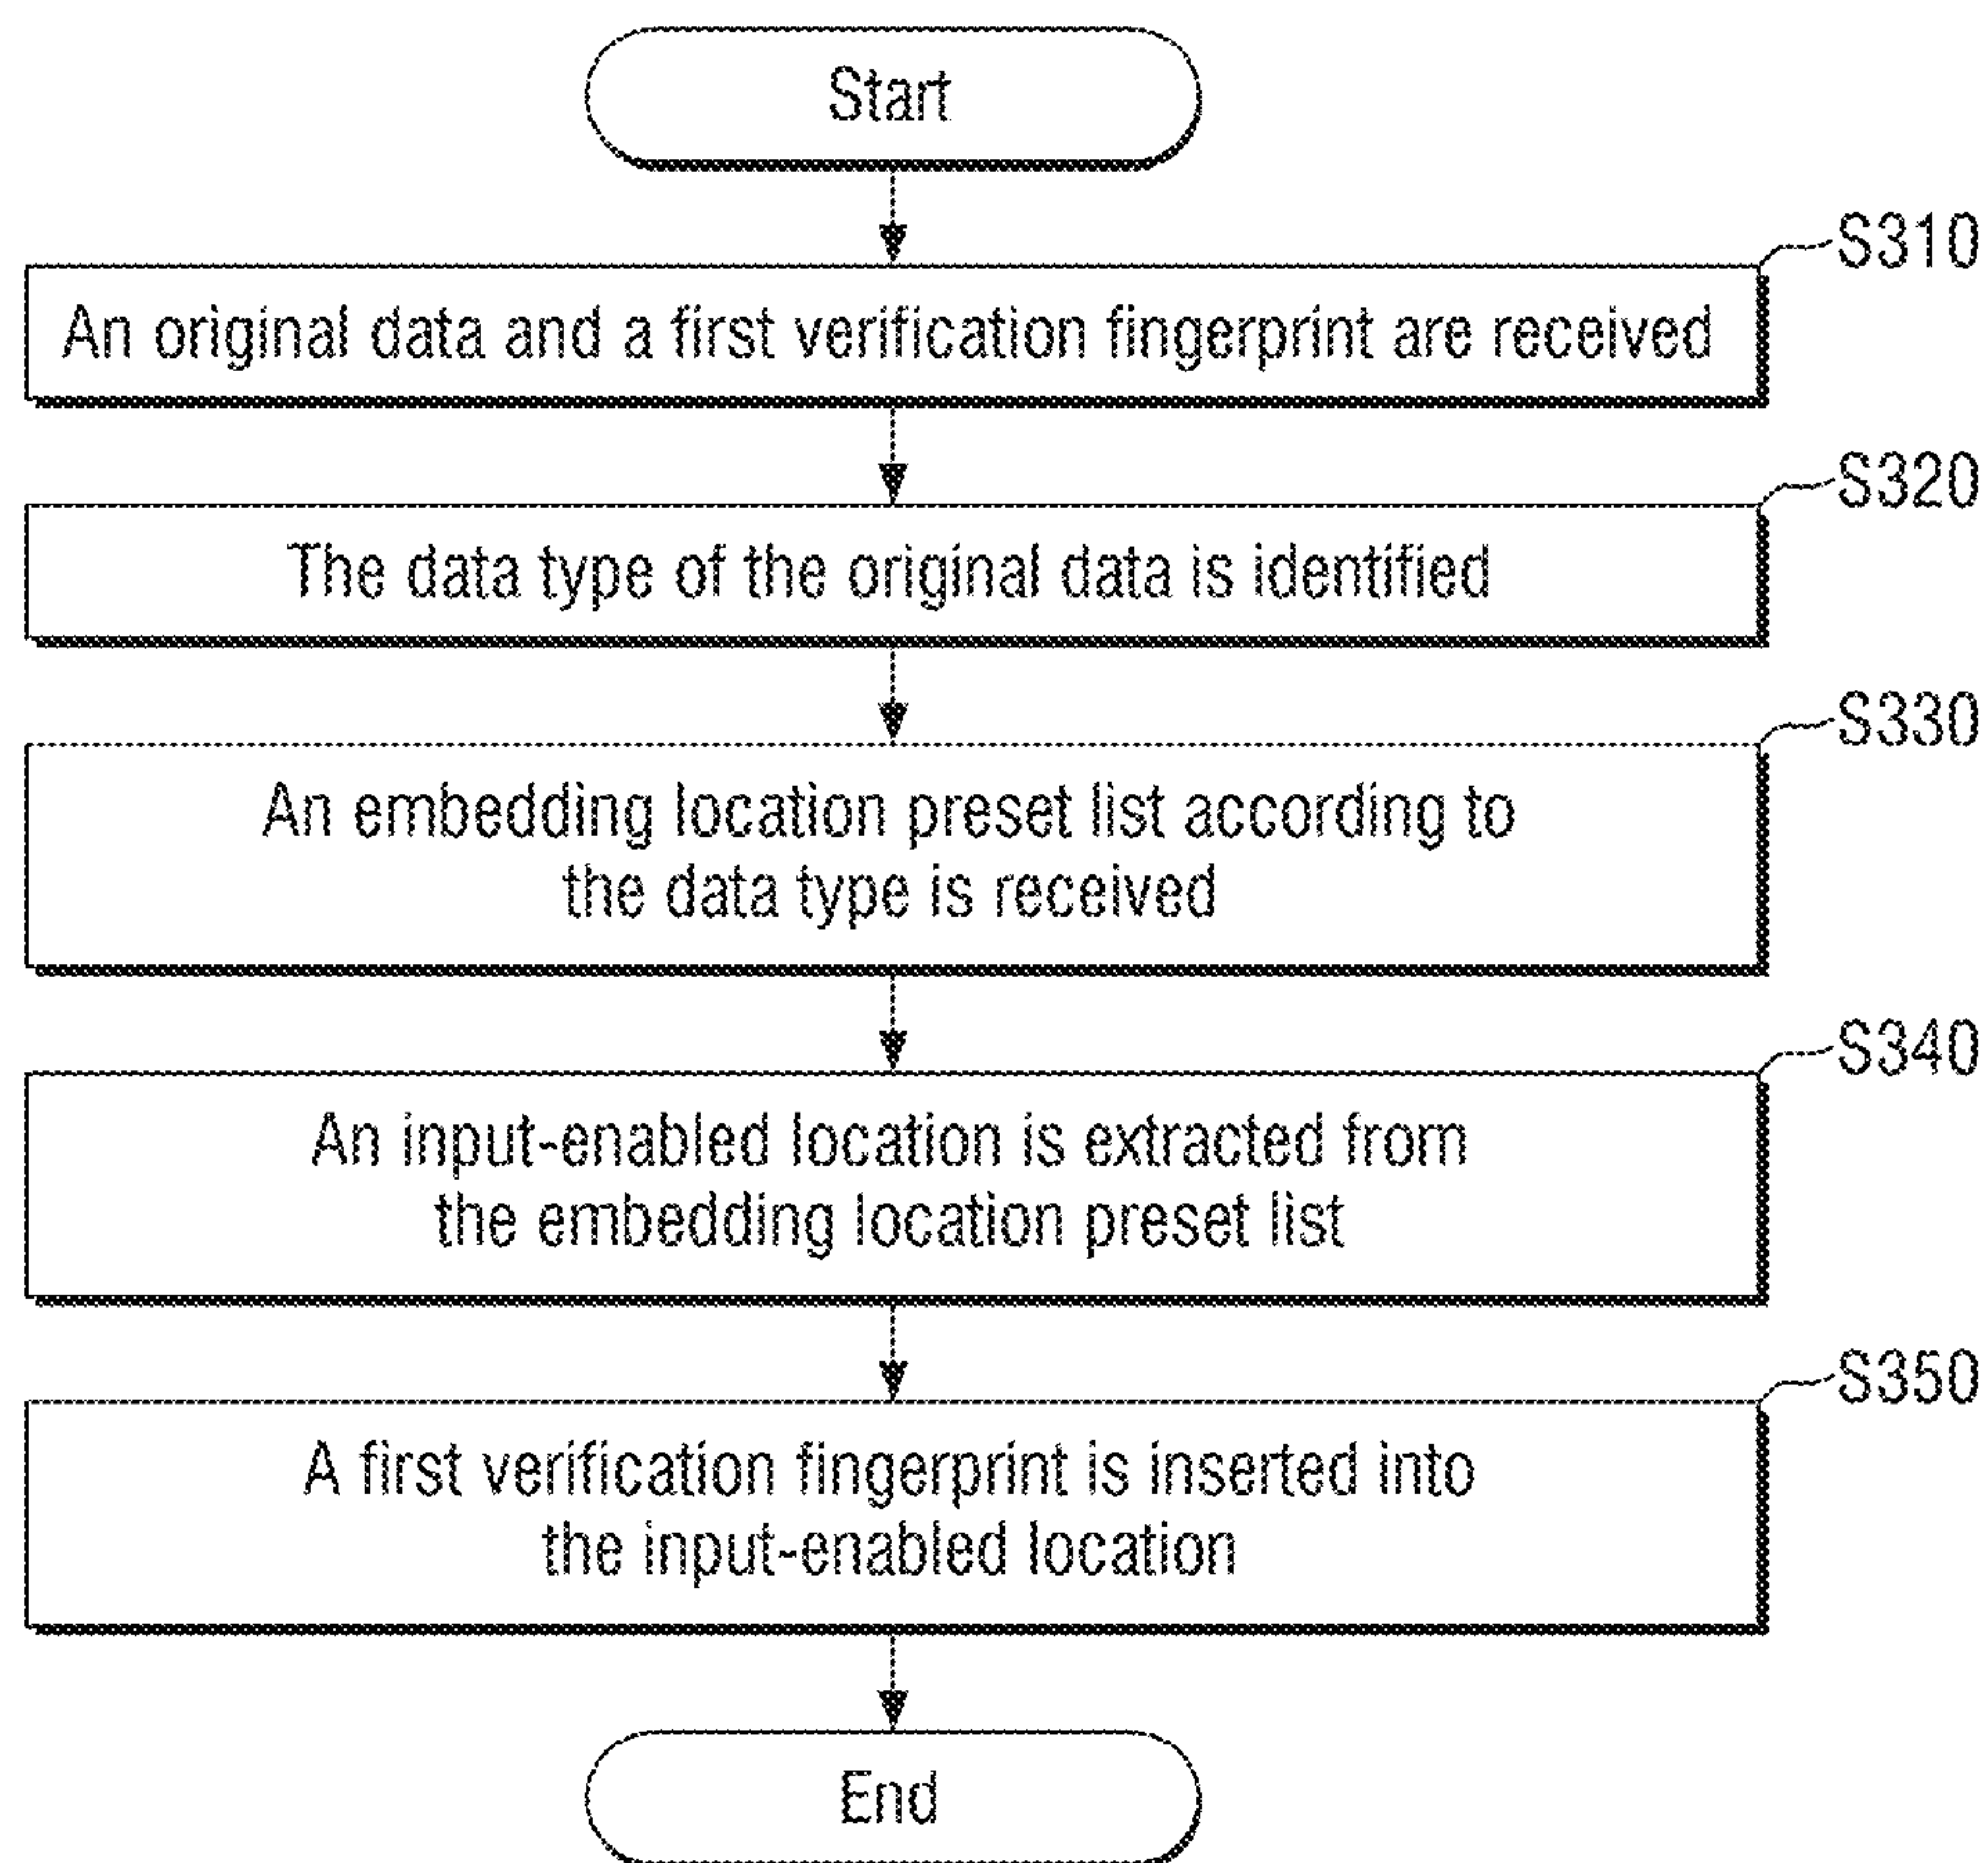 Start
S310
An original data and a first verification fingerprint are received
S320
The data type of the original data is identified
S330
An embedding location preset list according to
the data type is received
S340
An input-enabled location is extracted from
the embedding location preset list
S350
A first verification fingerprint is inserted into
the input-enabled location
End